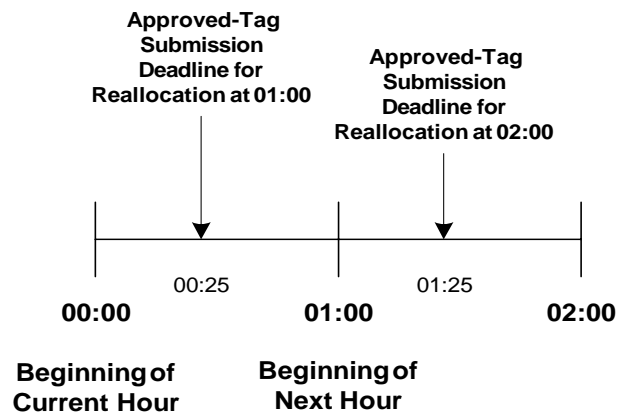 Approved-Tag
Submission
Deadline for
Reallocation at 01:00
Approved-Tag
Submission
Deadline for
Reallocation at 02:00
00:25
01:25
00:00
01:00
02:00
Beginning of
Current Hour
Beginning of
Next Hour